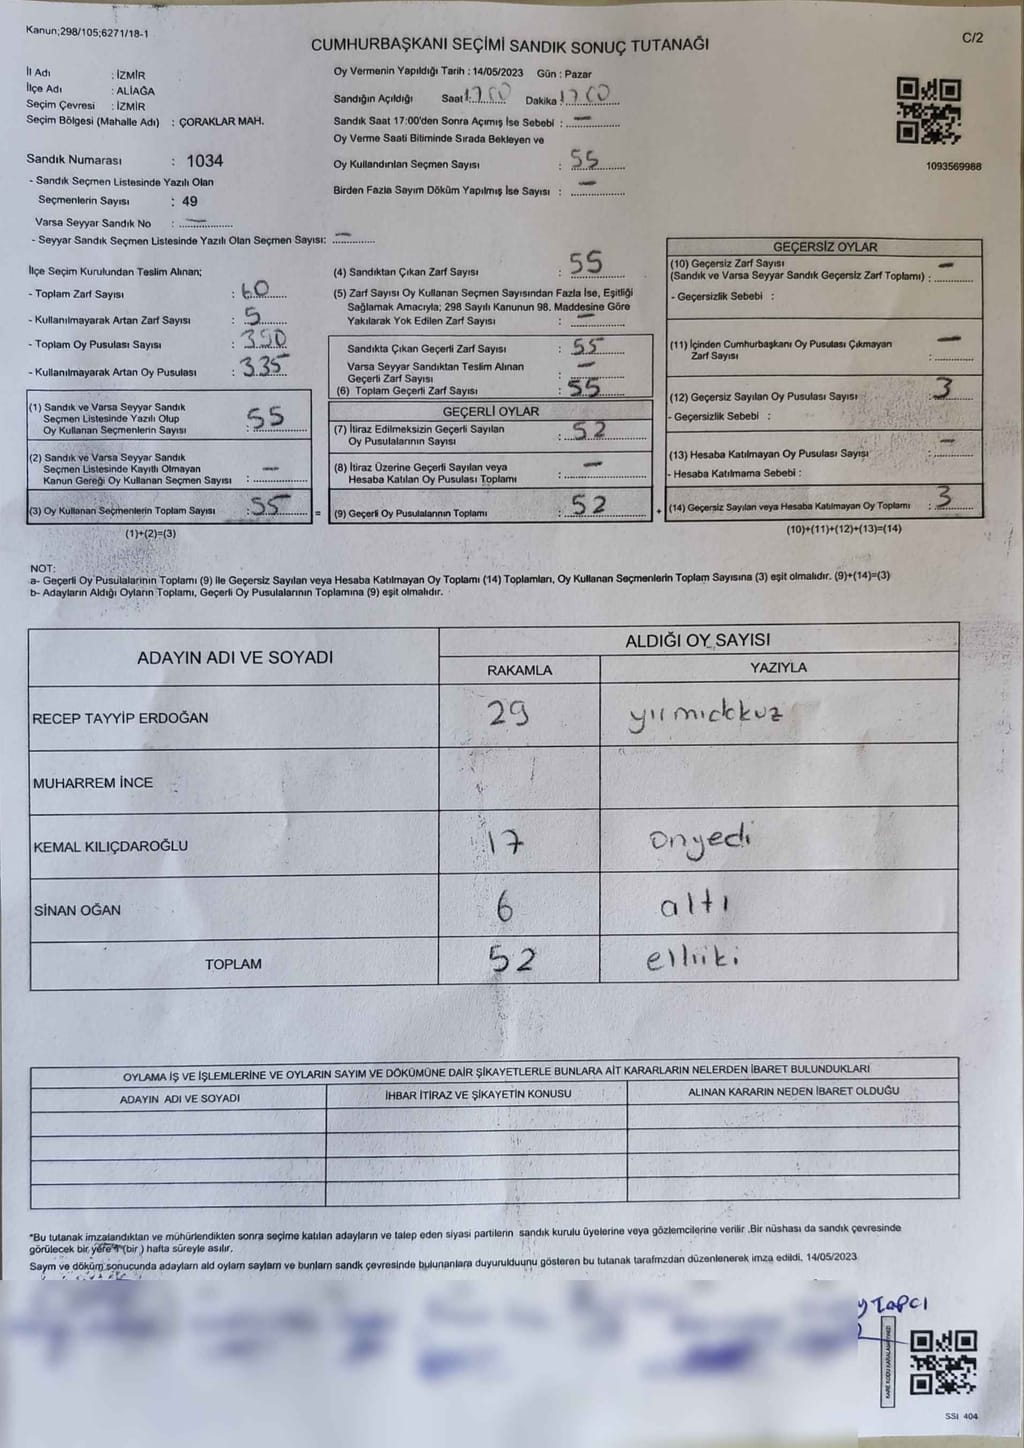 Kanun;298/105;6271/18-1
C/2
CUMHURBAŞKANI SEÇİMİ SANDIK SONUÇ TUTANAĞI
İl Adı : İZMİR
İlçe Adı : ALİAĞA
Seçim Çevresi : İZMİR
Seçim Bölgesi (Mahalle Adı) : ÇORAKLAR MAH.
Sandık Numarası : 1034
- Sandık Seçmen Listesinde Yazılı Olan
Seçmenlerin Sayısı : 49
Varsa Seyyar Sandık No : —
- Seyyar Sandık Seçmen Listesinde Yazılı Olan Seçmen Sayısı: —
Oy Vermenin Yapıldığı Tarih : 14/05/2023 Gün : Pazar
Sandığın Açıldığı Saat 17.00 Dakika 17.00
Sandık Saat 17:00'den Sonra Açımış İse Sebebi : —
Oy Verme Saati Bitiminde Sırada Bekleyen ve
Oy Kullandırılan Seçmen Sayısı : 55
Birden Fazla Sayım Döküm Yapılmış İse Sayısı : —
1093569988
İlçe Seçim Kurulundan Teslim Alınan;
- Toplam Zarf Sayısı : 60
- Kullanılmayarak Artan Zarf Sayısı : 5
- Toplam Oy Pusulası Sayısı : 390
- Kullanılmayarak Artan Oy Pusulası : 335
(1) Sandık ve Varsa Seyyar Sandık
Seçmen Listesinde Yazılı Olup
Oy Kullanan Seçmenlerin Sayısı : 55
(2) Sandık ve Varsa Seyyar Sandık
Seçmen Listesinde Kayıtlı Olmayan
Kanun Gereği Oy Kullanan Seçmen Sayısı : —
(3) Oy Kullanan Seçmenlerin Toplam Sayısı : 55
(1)+(2)=(3)
(4) Sandıktan Çıkan Zarf Sayısı : 55
(5) Zarf Sayısı Oy Kullanan Seçmen Sayısından Fazla İse, Eşitliği
Sağlamak Amacıyla; 298 Sayılı Kanunun 98. Maddesine Göre
Yakılarak Yok Edilen Zarf Sayısı : —
Sandıkta Çıkan Geçerli Zarf Sayısı : 55
Varsa Seyyar Sandıktan Teslim Alınan
Geçerli Zarf Sayısı : —
(6) Toplam Geçerli Zarf Sayısı : 55
GEÇERLİ OYLAR
(7) İtiraz Edilmeksizin Geçerli Sayılan
Oy Pusulalarının Sayısı : 52
(8) İtiraz Üzerine Geçerli Sayılan veya
Hesaba Katılan Oy Pusulası Toplamı : —
= (9) Geçerli Oy Pusulalarının Toplamı : 52
GEÇERSİZ OYLAR
(10) Geçersiz Zarf Sayısı
(Sandık ve Varsa Seyyar Sandık Geçersiz Zarf Toplamı) : —
- Geçersizlik Sebebi :
(11) İçinden Cumhurbaşkanı Oy Pusulası Çıkmayan
Zarf Sayısı : —
(12) Geçersiz Sayılan Oy Pusulası Sayısı : 3
- Geçersizlik Sebebi :
(13) Hesaba Katılmayan Oy Pusulası Sayısı : —
- Hesaba Katılmama Sebebi :
+ (14) Geçersiz Sayılan veya Hesaba Katılmayan Oy Toplamı : 3
(10)+(11)+(12)+(13)=(14)
NOT:
a- Geçerli Oy Pusulalarının Toplamı (9) ile Geçersiz Sayılan veya Hesaba Katılmayan Oy Toplamı (14) Toplamları, Oy Kullanan Seçmenlerin Toplam Sayısına (3) eşit olmalıdır. (9)+(14)=(3)
b- Adayların Aldığı Oyların Toplamı, Geçerli Oy Pusulalarının Toplamına (9) eşit olmalıdır.
ADAYIN ADI VE SOYADI
ALDIĞI OY SAYISI
RAKAMLA YAZIYLA
RECEP TAYYİP ERDOĞAN 29 yirmidokuz
MUHARREM İNCE
KEMAL KILIÇDAROĞLU 17 onyedi
SİNAN OĞAN 6 altı
TOPLAM 52 elliiki
OYLAMA İŞ VE İŞLEMLERİNE VE OYLARIN SAYIM VE DÖKÜMÜNE DAİR ŞİKAYETLERLE BUNLARA AİT KARARLARIN NELERDEN İBARET BULUNDUKLARI
ADAYIN ADI VE SOYADI İHBAR İTİRAZ VE ŞİKAYETİN KONUSU ALINAN KARARIN NEDEN İBARET OLDUĞU
*Bu tutanak imzalandıktan ve mühürlendikten sonra seçime katılan adayların ve talep eden siyasi partilerin sandık kurulu üyelerine veya gözlemcilerine verilir .Bir nüshası da sandık çevresinde
görülecek bir yere 1 (bir ) hafta süreyle asılır.
Sayım ve döküm sonucunda adayların ald oyların sayların ve bunların sandk çevresinde bulunanlara duyurulduunu gösteren bu tutanak tarafmzdan düzenlenerek imza edildi. 14/05/2023
SSI 404